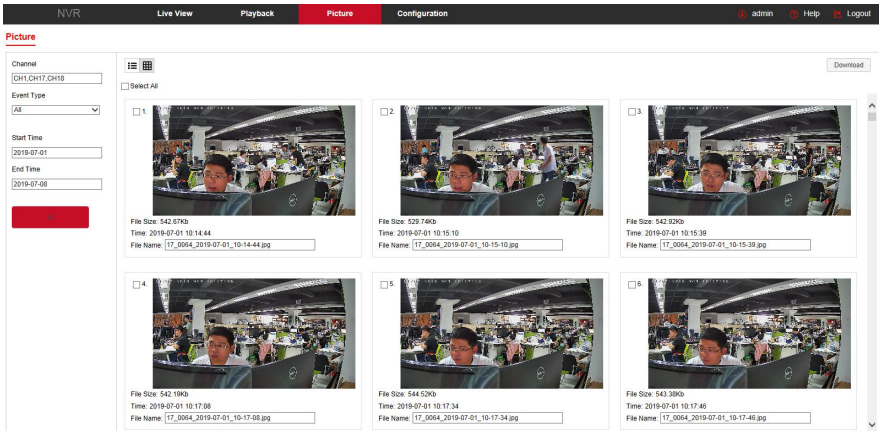 NVR Live View Playback Picture Configuration admin Help Logout
Picture
Channel
CH1,CH17,CH18
Event Type
All
Start Time
2019-07-01
End Time
2019-07-08
Download
Select All
1. 2. 3.
File Size: 542.67Kb File Size: 529.74Kb File Size: 542.92Kb
Time: 2019-07-01 10:14:44 Time: 2019-07-01 10:15:10 Time: 2019-07-01 10:15:39
File Name: 17_0064_2019-07-01_10-14-44.jpg File Name: 17_0064_2019-07-01_10-15-10.jpg File Name: 17_0064_2019-07-01_10-15-39.jpg
4. 5. 6.
File Size: 542.19Kb File Size: 544.52Kb File Size: 543.38Kb
Time: 2019-07-01 10:17:08 Time: 2019-07-01 10:17:34 Time: 2019-07-01 10:17:46
File Name: 17_0064_2019-07-01_10-17-08.jpg File Name: 17_0064_2019-07-01_10-17-34.jpg File Name: 17_0064_2019-07-01_10-17-46.jpg